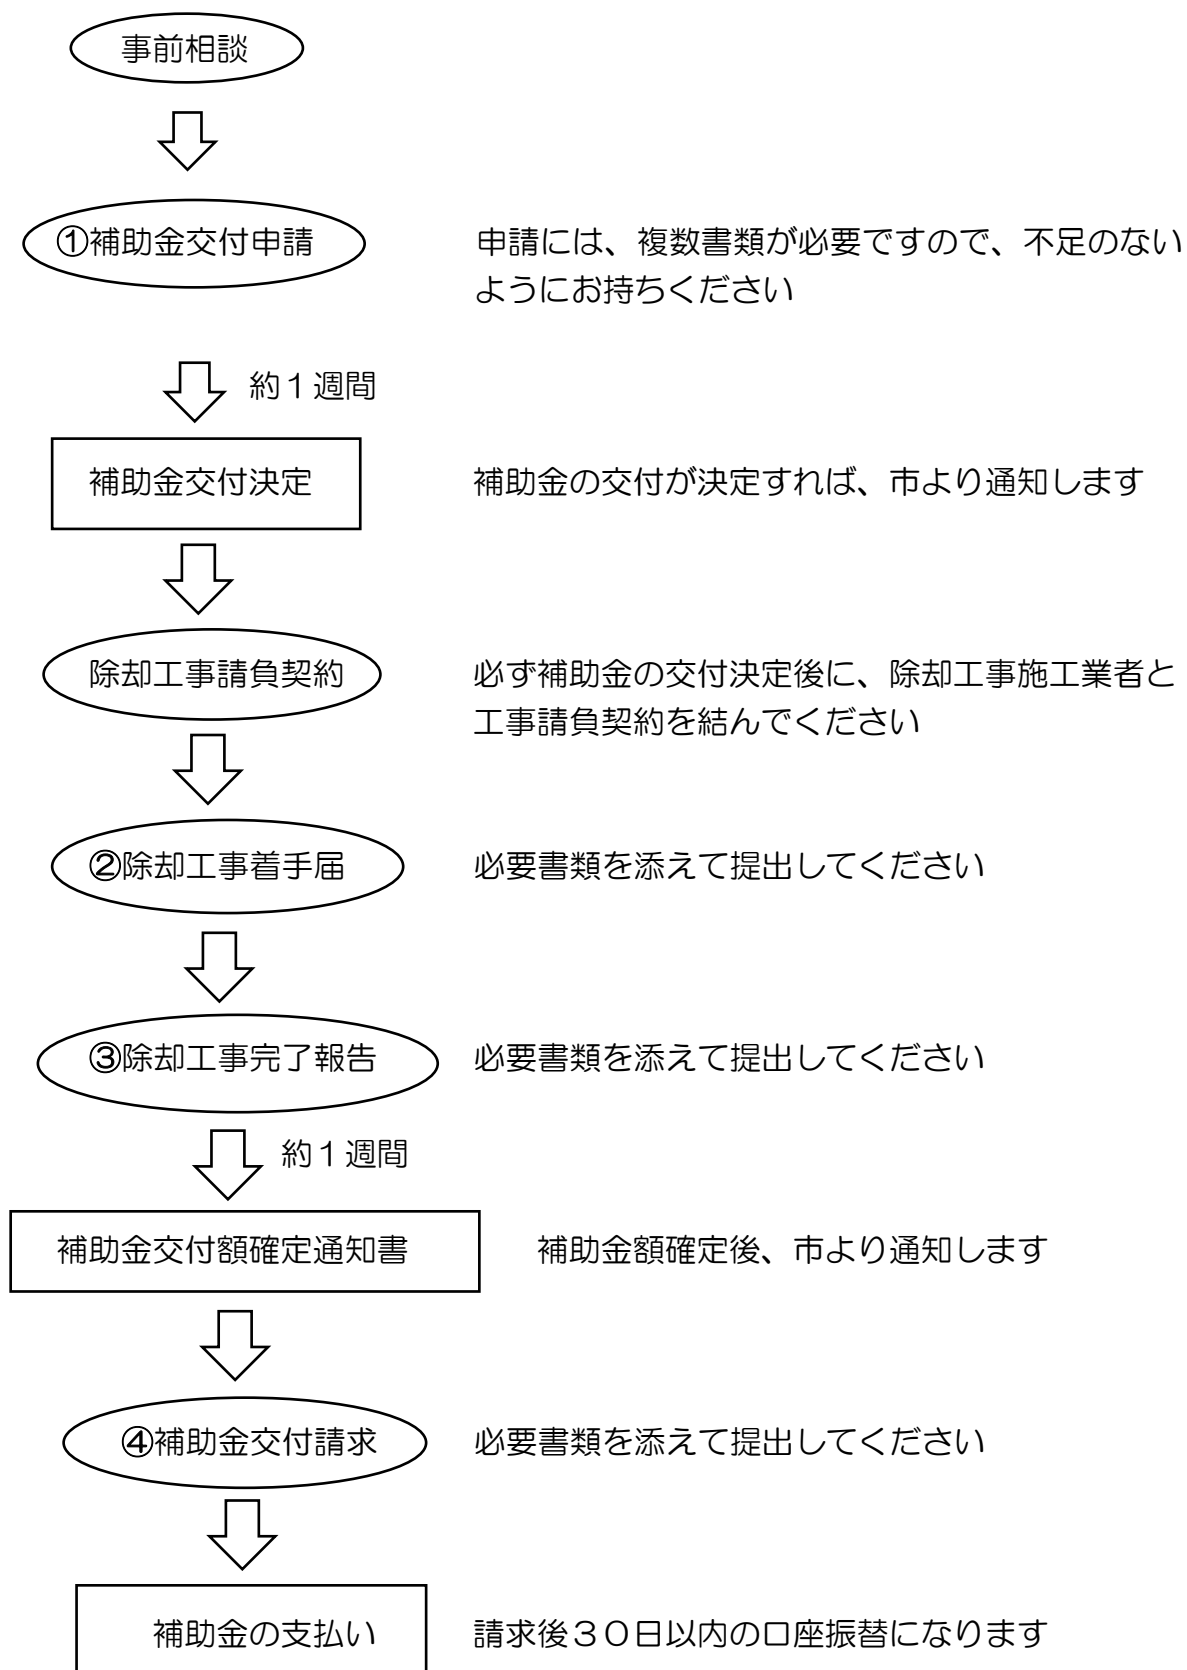 事前相談
①補助金交付申請
申請には、複数書類が必要ですので、不足のない
ようにお持ちください
約１週間
補助金交付決定
補助金の交付が決定すれば、市より通知します
除却工事請負契約
必ず補助金の交付決定後に、除却工事施工業者と
工事請負契約を結んでください
②除却工事着手届
必要書類を添えて提出してください
③除却工事完了報告
必要書類を添えて提出してください
約１週間
補助金交付額確定通知書
補助金額確定後、市より通知します
④補助金交付請求
必要書類を添えて提出してください
補助金の支払い
請求後３０日以内の口座振替になります